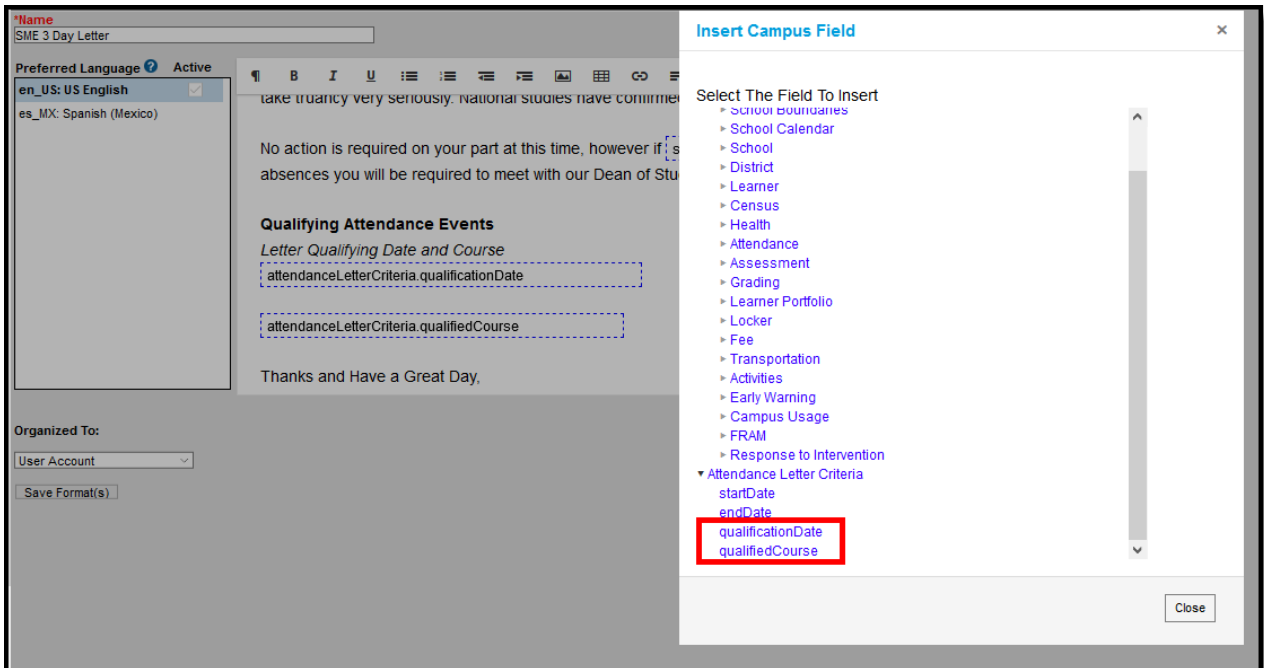 *Name
SME 3 Day Letter
Preferred Language ? Active
en_US: US English
es_MX: Spanish (Mexico)
¶ B I U
take truancy very seriously. National studies have confirme
No action is required on your part at this time, however if s
absences you will be required to meet with our Dean of Stu
Qualifying Attendance Events
Letter Qualifying Date and Course
attendanceLetterCriteria.qualificationDate
attendanceLetterCriteria.qualifiedCourse
Thanks and Have a Great Day,
Organized To:
User Account
Save Format(s)
Insert Campus Field ×
Select The Field To Insert
School Boundaries
School Calendar
School
District
Learner
Census
Health
Attendance
Assessment
Grading
Learner Portfolio
Locker
Fee
Transportation
Activities
Early Warning
Campus Usage
FRAM
Response to Intervention
Attendance Letter Criteria
startDate
endDate
qualificationDate
qualifiedCourse
Close